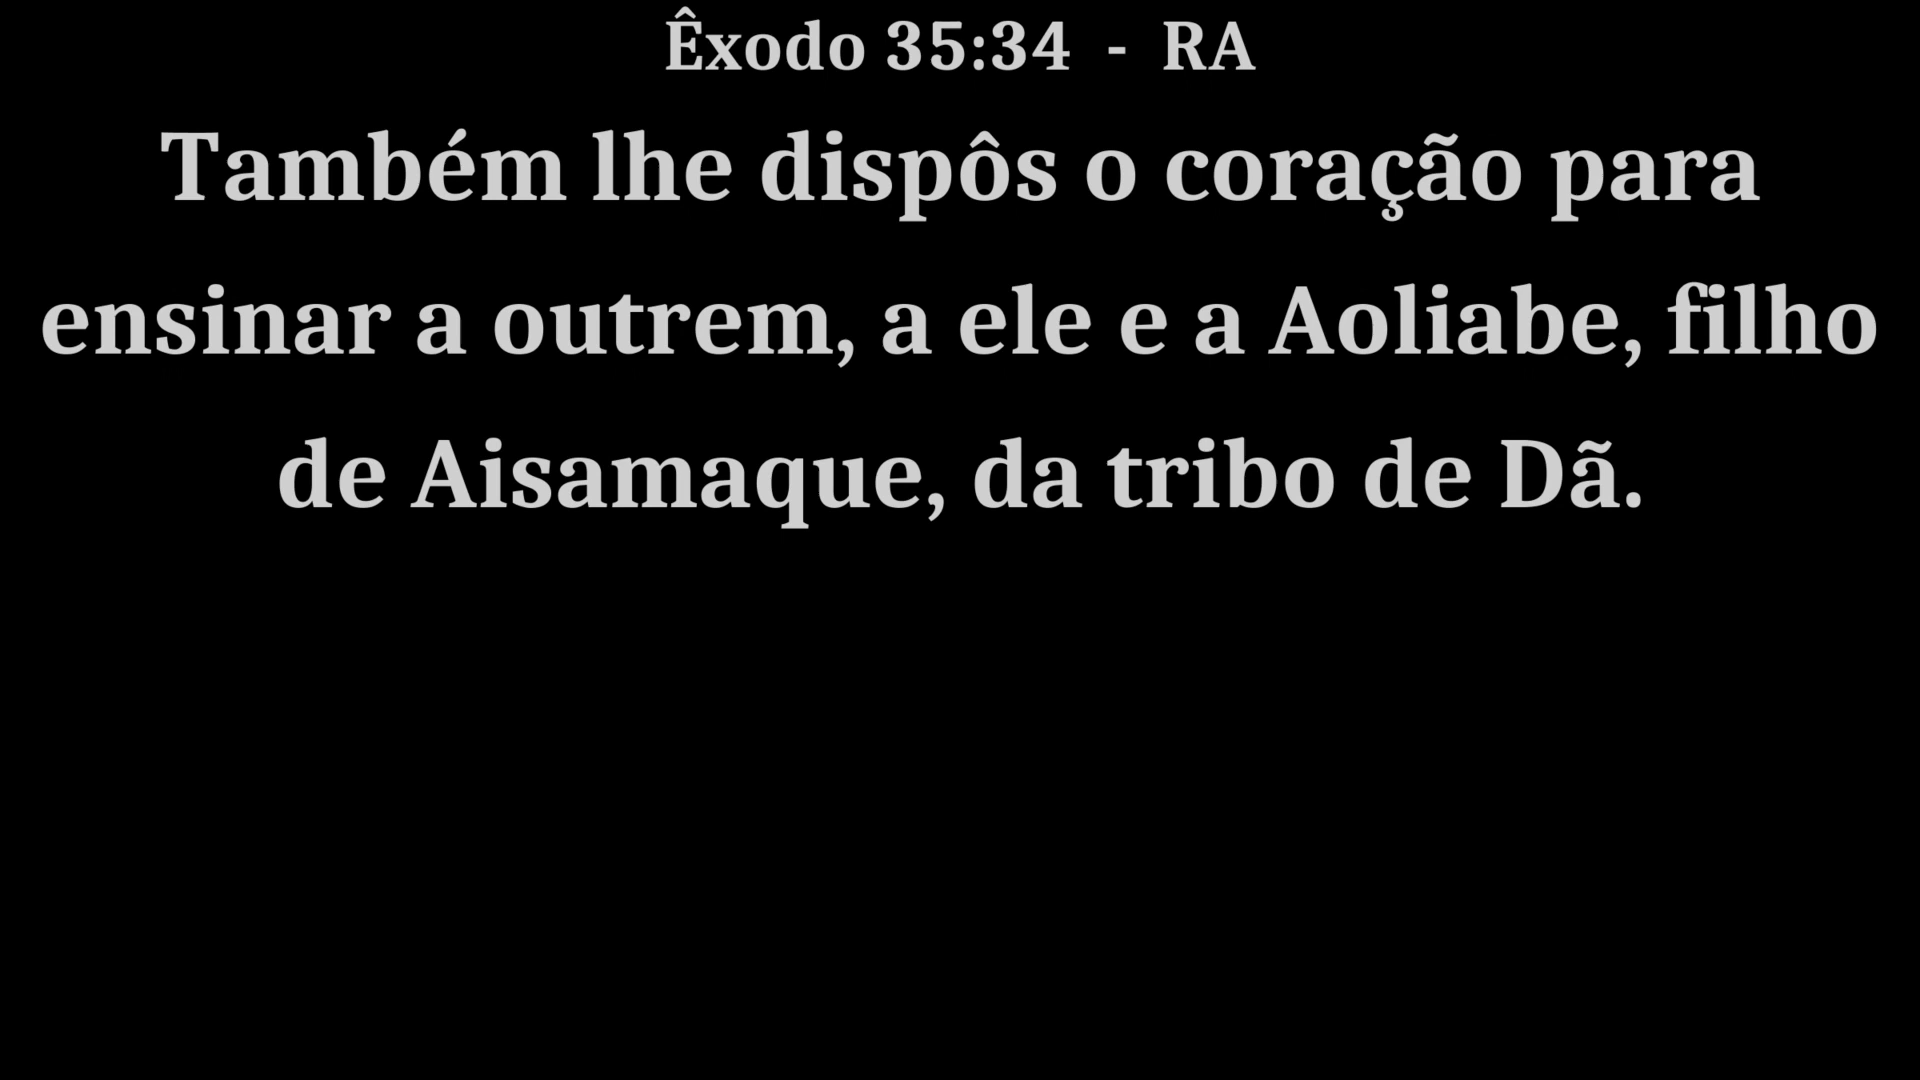 Êxodo 35:34 - RA
Também lhe dispôs o coração para
ensinar a outrem, a ele e a Aoliabe, filho
de Aisamaque, da tribo de Dã.